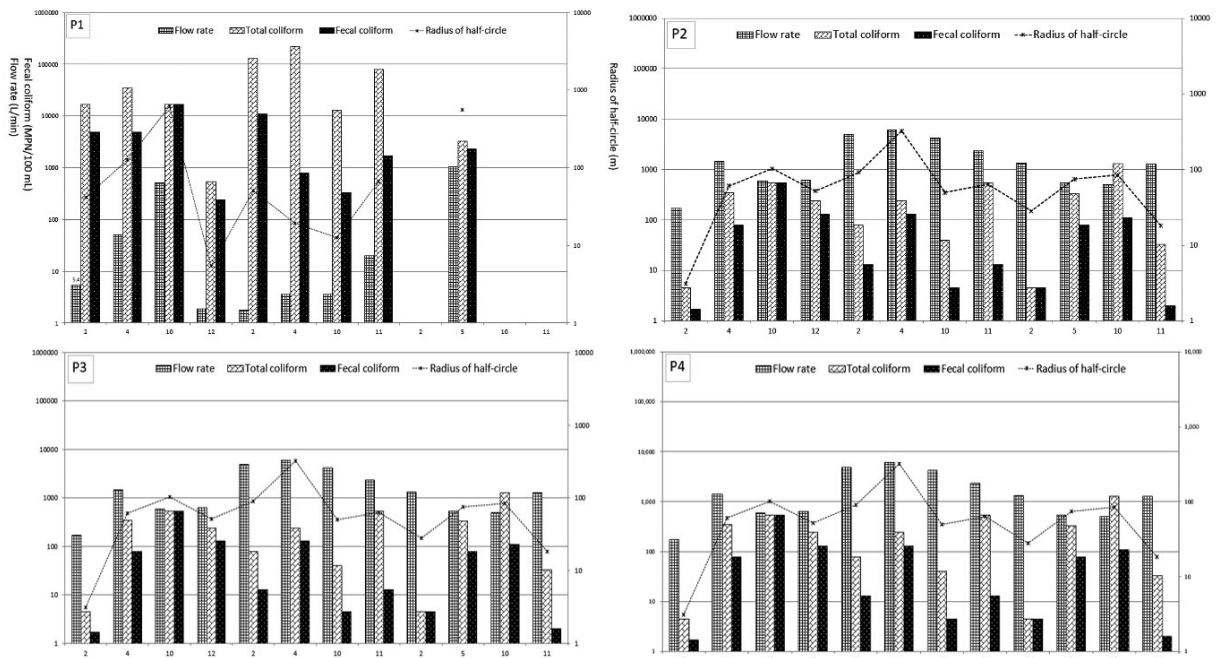 P1
Flow rate Total coliform Fecal coliform Radius of half-circle
Fecal coliform (MPN/100 mL)
Flow rate (L/min)
Radius of half-circle (m)
1000000 10000
100000
10000 1000
1000 100
100
10 10
1 1
5.4
2 4 10 12 2 4 10 11 2 5 10 11
P2
Flow rate Total coliform Fecal coliform Radius of half-circle
1000000 10000
100000
10000 1000
1000 100
100
10 10
1 1
2 4 10 12 2 4 10 11 2 5 10 11
P3
Flow rate Total coliform Fecal coliform Radius of half-circle
1000000 10000
100000
10000 1000
1000 100
100
10 10
1 1
2 4 10 12 2 4 10 11 2 5 10 11
P4
Flow rate Total coliform Fecal coliform Radius of half-circle
1,000,000 10,000
100,000
10,000 1,000
1,000 100
100
10 10
1 1